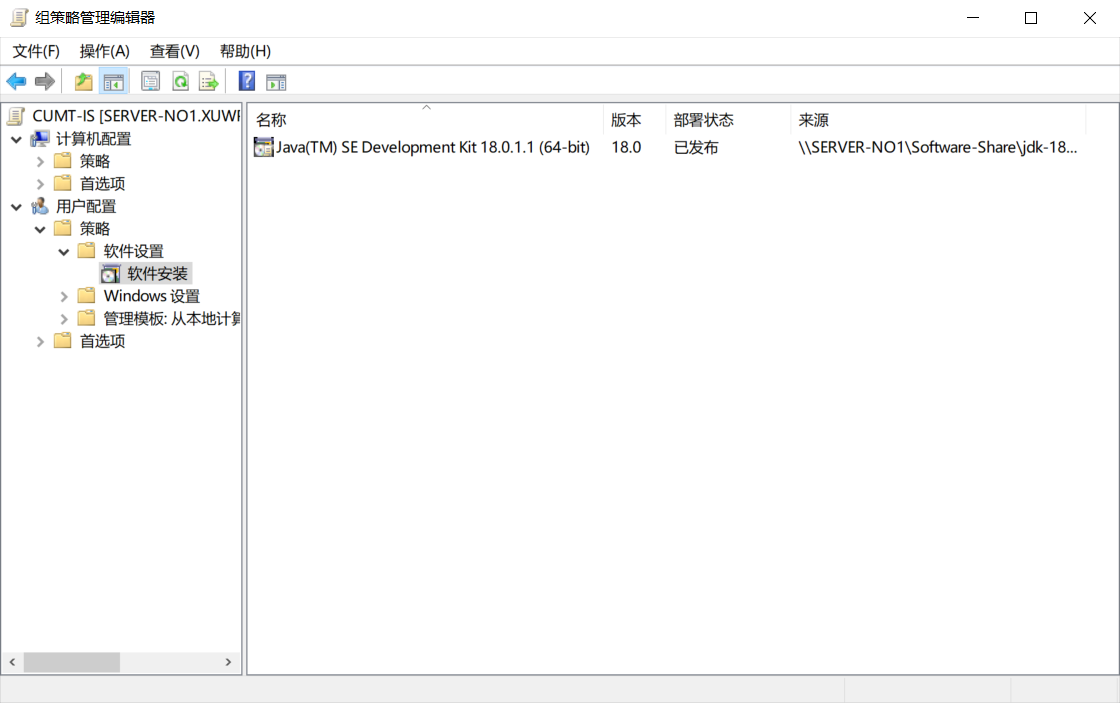 组策略管理编辑器
文件(F) 操作(A) 查看(V) 帮助(H)
CUMT-IS [SERVER-NO1.XUW
计算机配置
策略
首选项
用户配置
策略
软件设置
软件安装
Windows 设置
管理模板: 从本地计算
首选项
名称 版本 部署状态 来源
Java(TM) SE Development Kit 18.0.1.1 (64-bit) 18.0 已发布 \\SERVER-NO1\Software-Share\jdk-18...